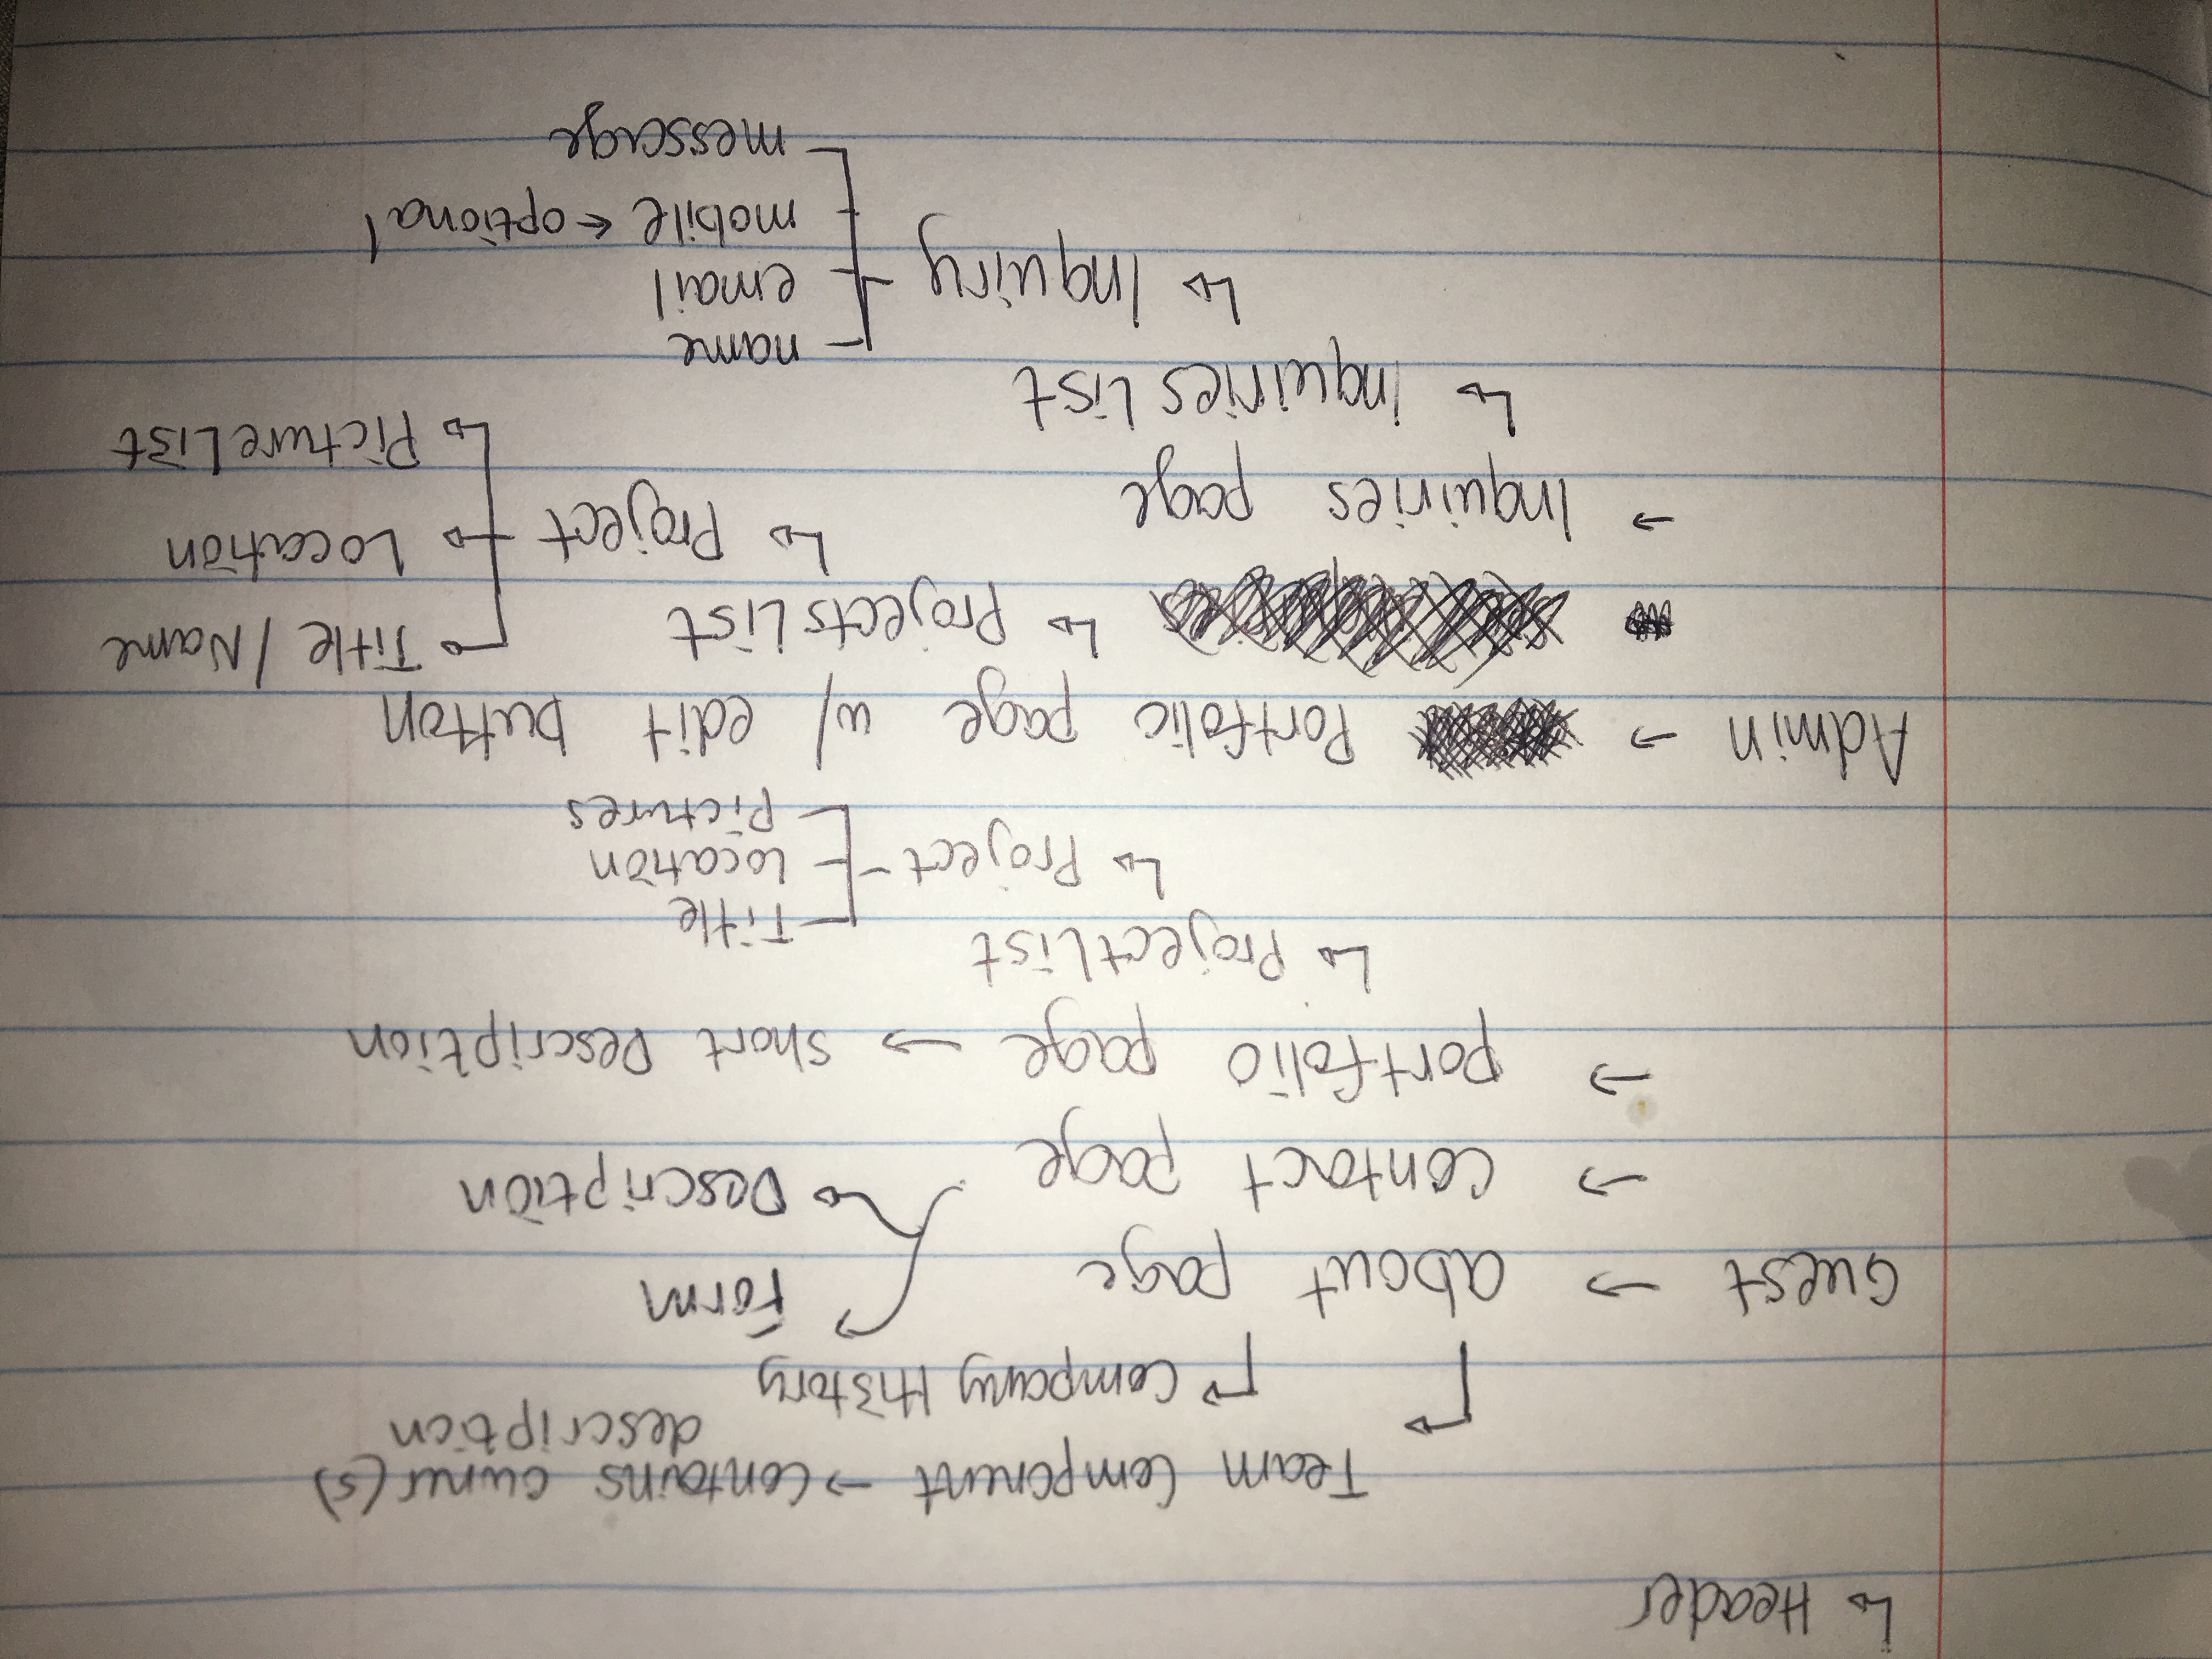 ↳ Header
Team Component → contains owner(s)
description
↱ Company History
Form
Guest → about page
→ contact page → Description
→ portfolio page → short Description
↳ ProjectList
Title
↳ Project - Location
pictures
Admin → Portfolio page w/ edit button
↳ Projects List
Title / Name
↳ Project → Location
↳ Picture List
→ Inquiries page
↳ Inquiries List
name
↳ Inquiry - email
mobile ← optional
message